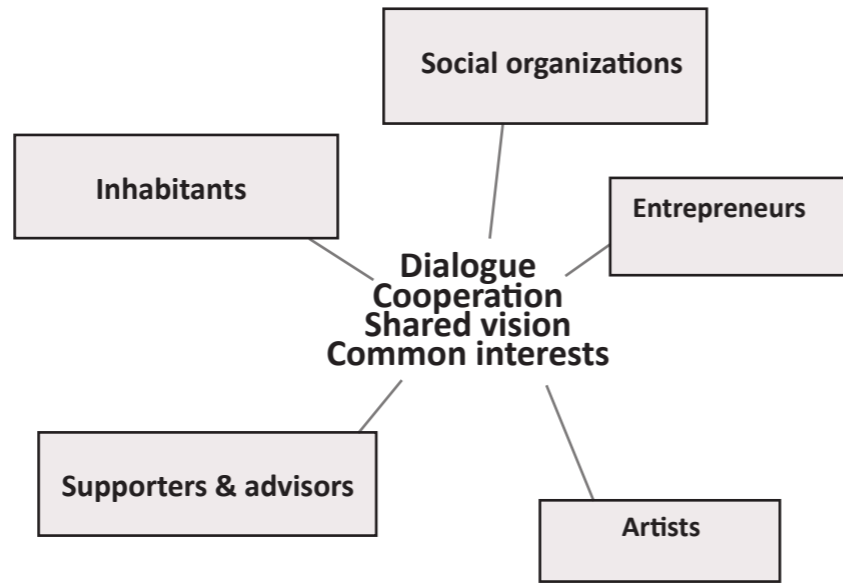 Social organizations
Inhabitants
Entrepreneurs
Dialogue
Cooperation
Shared vision
Common interests
Supporters & advisors
Artists